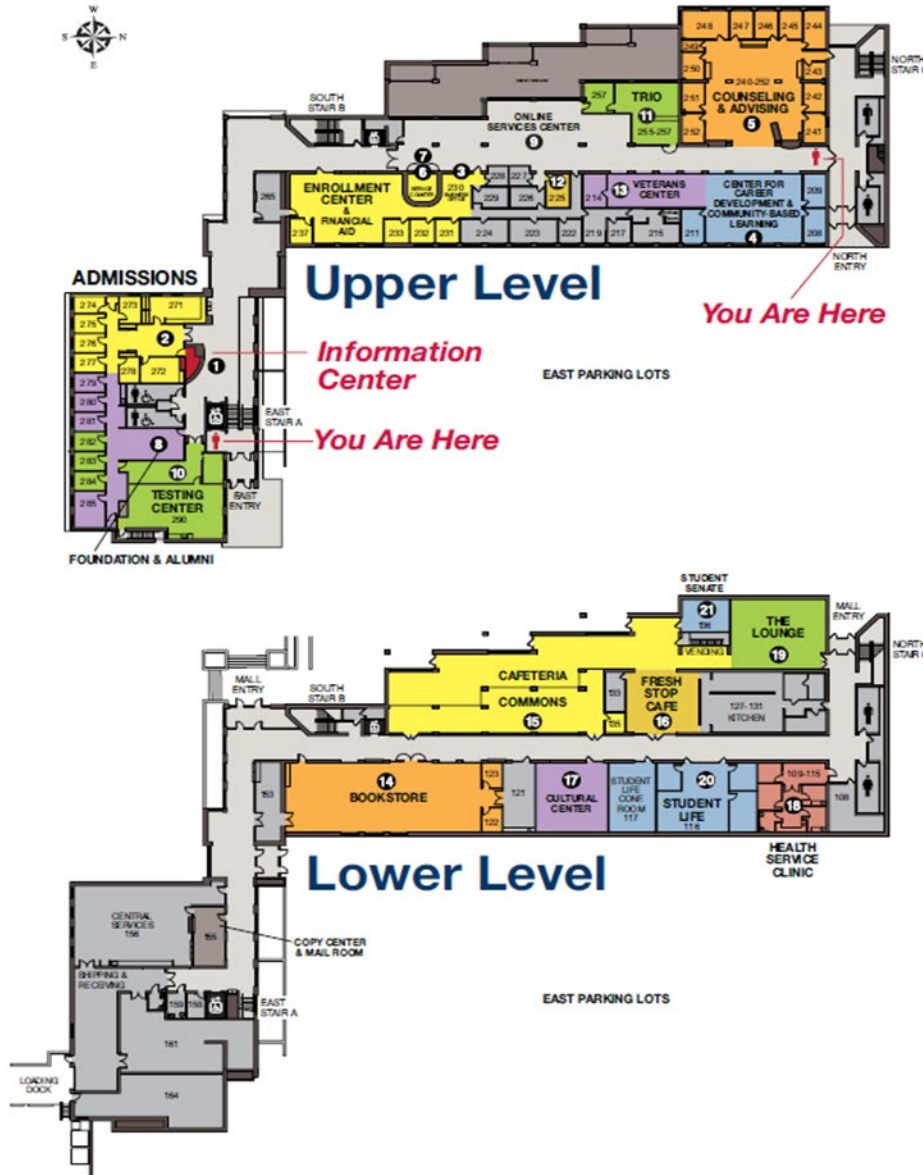 W
S
N
E
SOUTH
STAIR B
257
TRIO
11
255-257
ONLINE
SERVICES CENTER
9
248
247
246
245
244
249
250
243
240-252
COUNSELING
& ADVISING
5
251
242
252
241
NORTH
7
6
3
230
ENROLLMENT
CENTER
&
FINANCIAL
AID
265
237
233
232
231
228
227
229
226
12
225
224
223
222
219
217
215
214
13
VETERANS
CENTER
CENTER FOR
CAREER
DEVELOPMENT &
COMMUNITY-BASED
LEARNING
4
211
209
208
NORTH
ENTRY
Upper Level
You Are Here
ADMISSIONS
274
273
271
275
276
2
277
278
272
279
280
281
282
283
284
285
1
8
10
TESTING
CENTER
290
Information
Center
EAST PARKING LOTS
EAST
STAIR A
You Are Here
EAST
ENTRY
FOUNDATION & ALUMNI
STUDENT
SENATE
21
136
VENDING
THE
LOUNGE
19
MALL
ENTRY
NORTH
MALL
ENTRY
SOUTH
STAIR B
CAFETERIA
COMMONS
15
133
135
FRESH
STOP
CAFE
16
127-131
KITCHEN
153
14
BOOKSTORE
123
122
121
17
CULTURAL
CENTER
STUDENT
LIFE
CONF
ROOM
117
20
STUDENT
LIFE
116
109-115
18
108
HEALTH
SERVICE
CLINIC
Lower Level
CENTRAL
SERVICES
156
155
COPY CENTER
& MAIL ROOM
SHIPPING &
RECEIVING
159
158
EAST
STAIR A
EAST PARKING LOTS
161
LOADING
DOCK
164